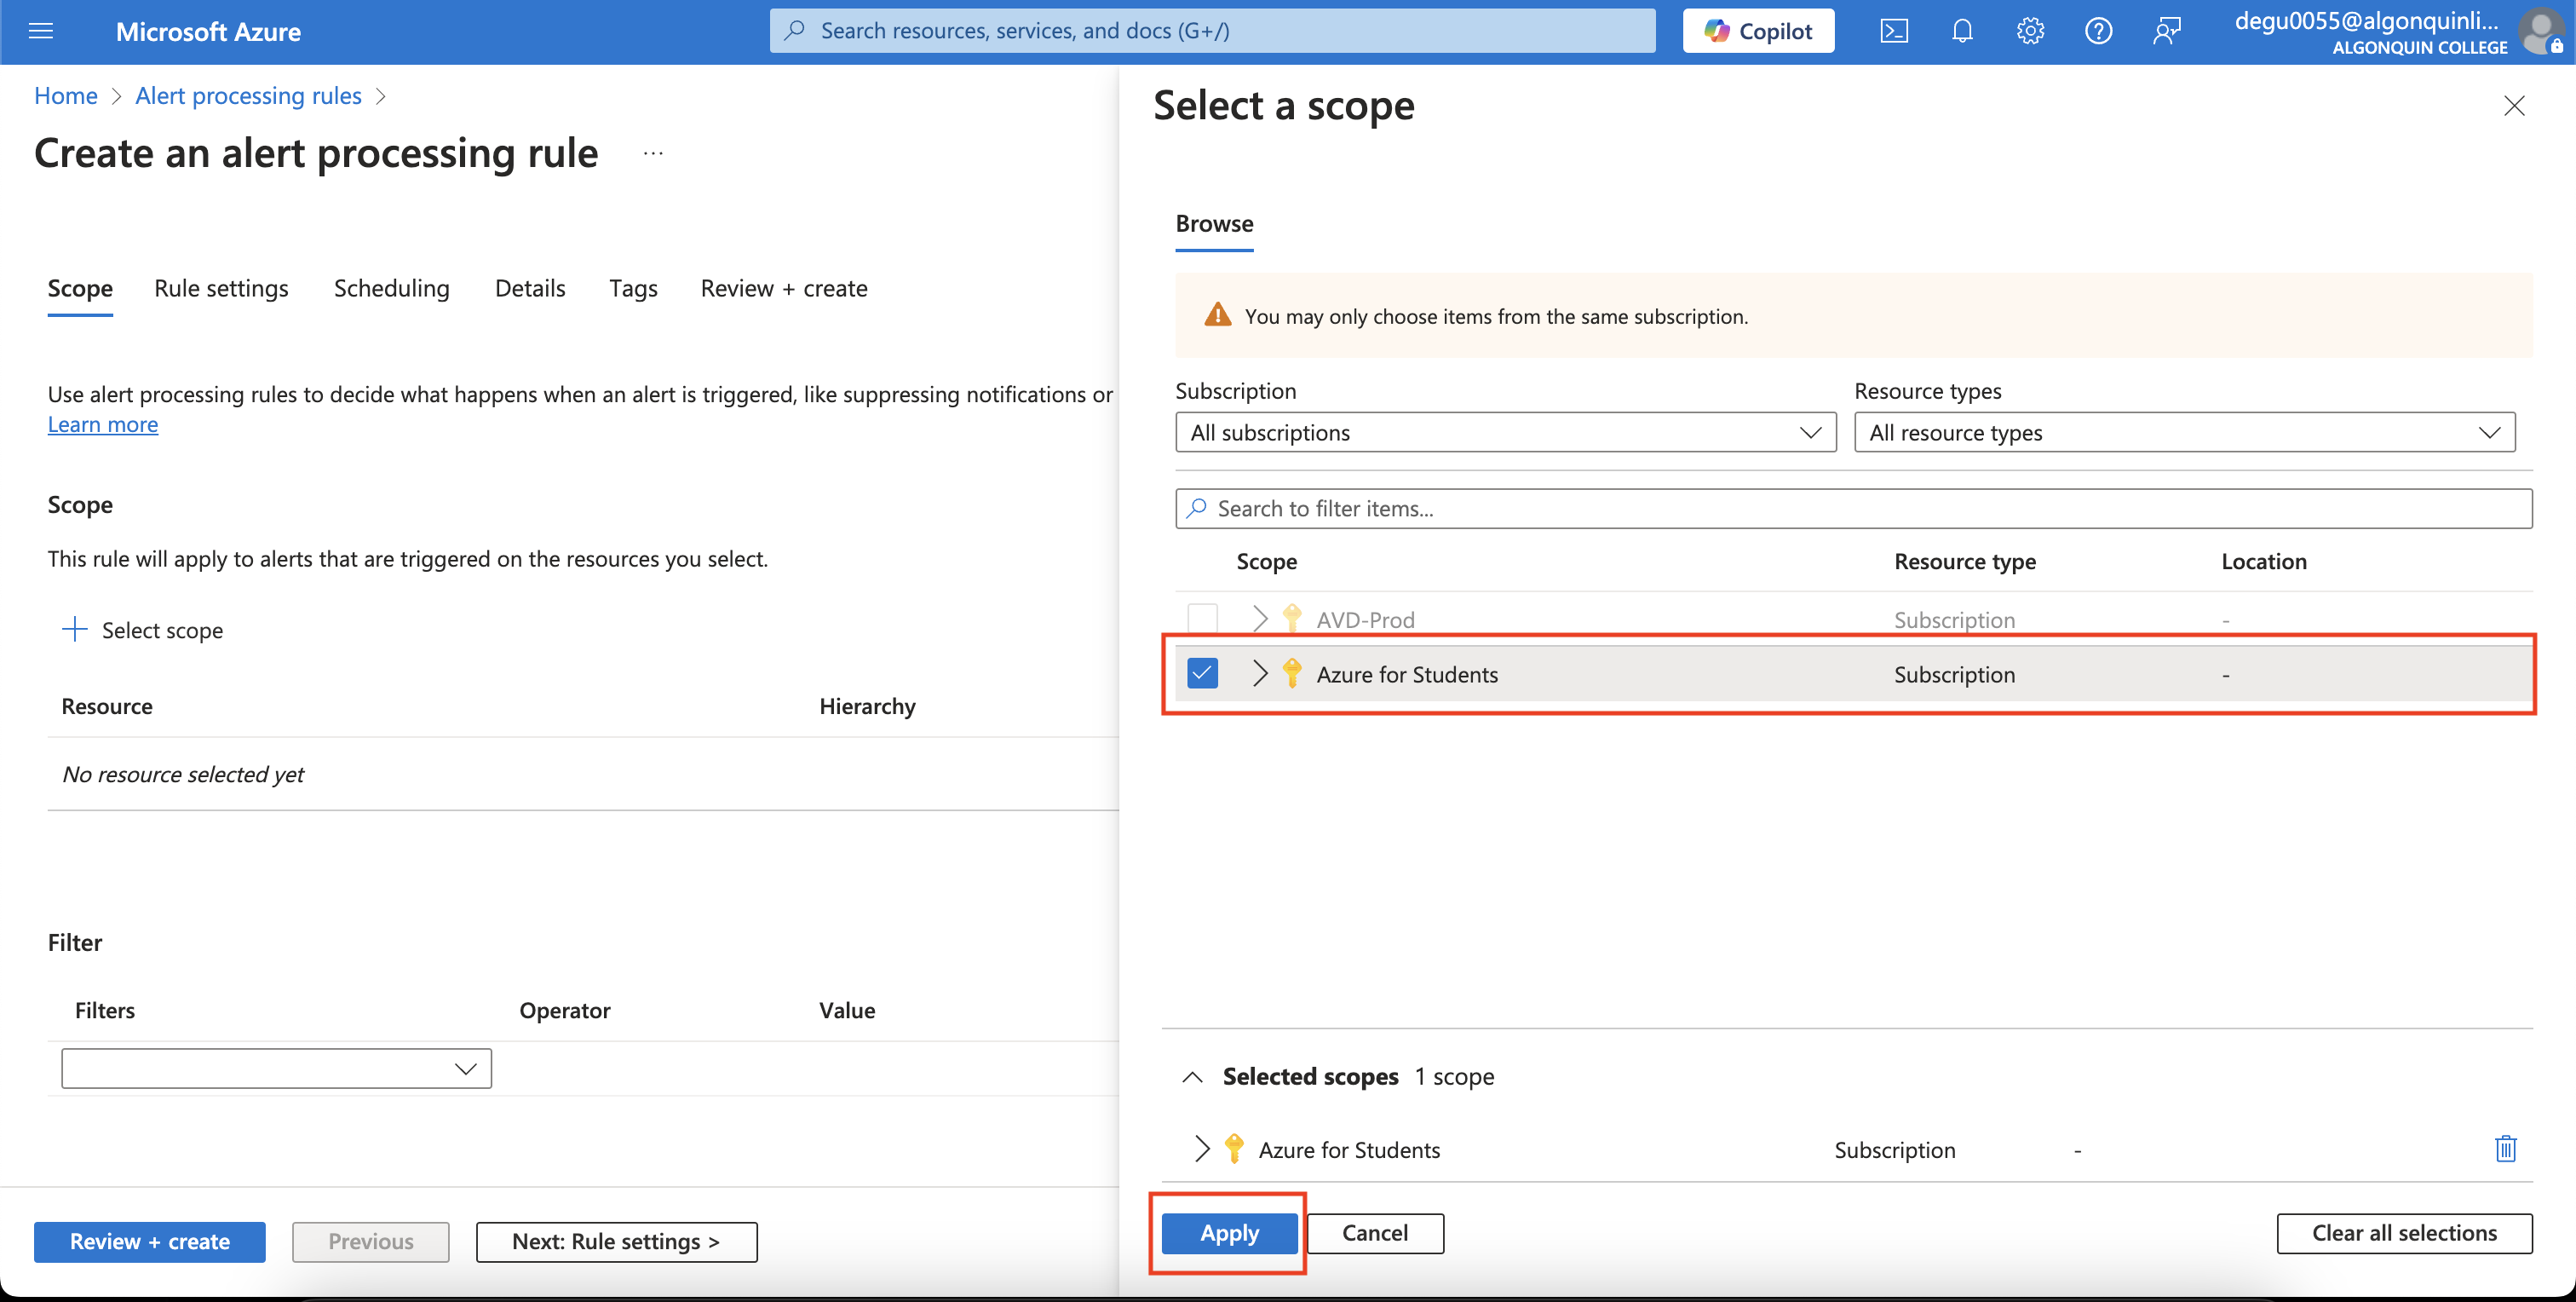 Microsoft Azure
Search resources, services, and docs (G+/)
Copilot
degu0055@algonquinli...
ALGONQUIN COLLEGE
Home > Alert processing rules >
Create an alert processing rule ...
Scope Rule settings Scheduling Details Tags Review + create
Use alert processing rules to decide what happens when an alert is triggered, like suppressing notifications or
Learn more
Scope
This rule will apply to alerts that are triggered on the resources you select.
+ Select scope
Resource Hierarchy
No resource selected yet
Filter
Filters Operator Value
Review + create Previous Next: Rule settings >
Select a scope
Browse
You may only choose items from the same subscription.
Subscription Resource types
All subscriptions All resource types
Search to filter items...
Scope Resource type Location
AVD-Prod Subscription -
Azure for Students Subscription -
Selected scopes 1 scope
Azure for Students Subscription -
Apply Cancel Clear all selections